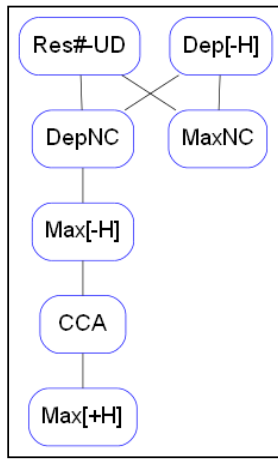 Res#-UD Dep[-H]
DepNC MaxNC
Max[-H]
CCA
Max[+H]